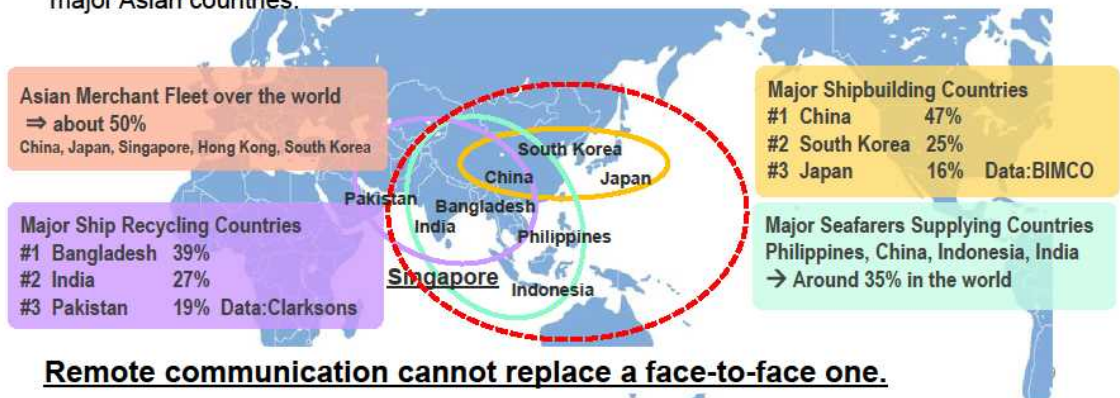 major Asian countries.
Asian Merchant Fleet over the world
⇒ about 50%
China, Japan, Singapore, Hong Kong, South Korea
Major Ship Recycling Countries
#1 Bangladesh 39%
#2 India 27%
#3 Pakistan 19% Data:Clarksons
South Korea
China
Japan
Pakistan
Bangladesh
India
Philippines
Singapore
Indonesia
Major Shipbuilding Countries
#1 China 47%
#2 South Korea 25%
#3 Japan 16% Data:BIMCO
Major Seafarers Supplying Countries
Philippines, China, Indonesia, India
→ Around 35% in the world
Remote communication cannot replace a face-to-face one.